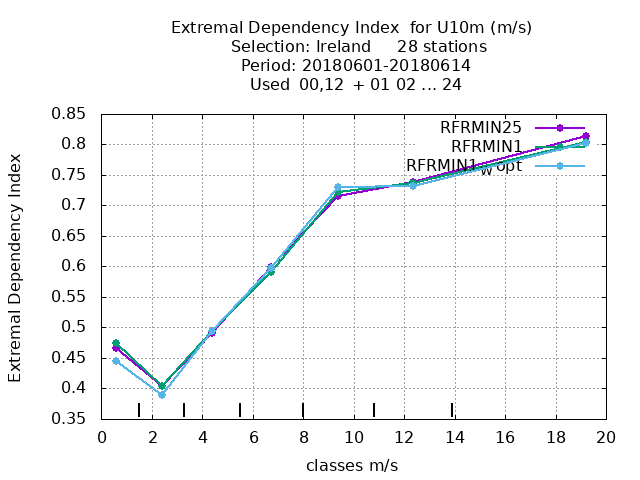 Extremal Dependency Index for U10m (m/s)
Selection: Ireland 28 stations
Period: 20180601-20180614
Used 00,12 + 01 02 ... 24
Extremal Dependency Index
0.85
0.8
0.75
0.7
0.65
0.6
0.55
0.5
0.45
0.4
0.35
RFRMIN25
RFRMIN1
RFRMIN1wopt
0 2 4 6 8 10 12 14 16 18 20
classes m/s